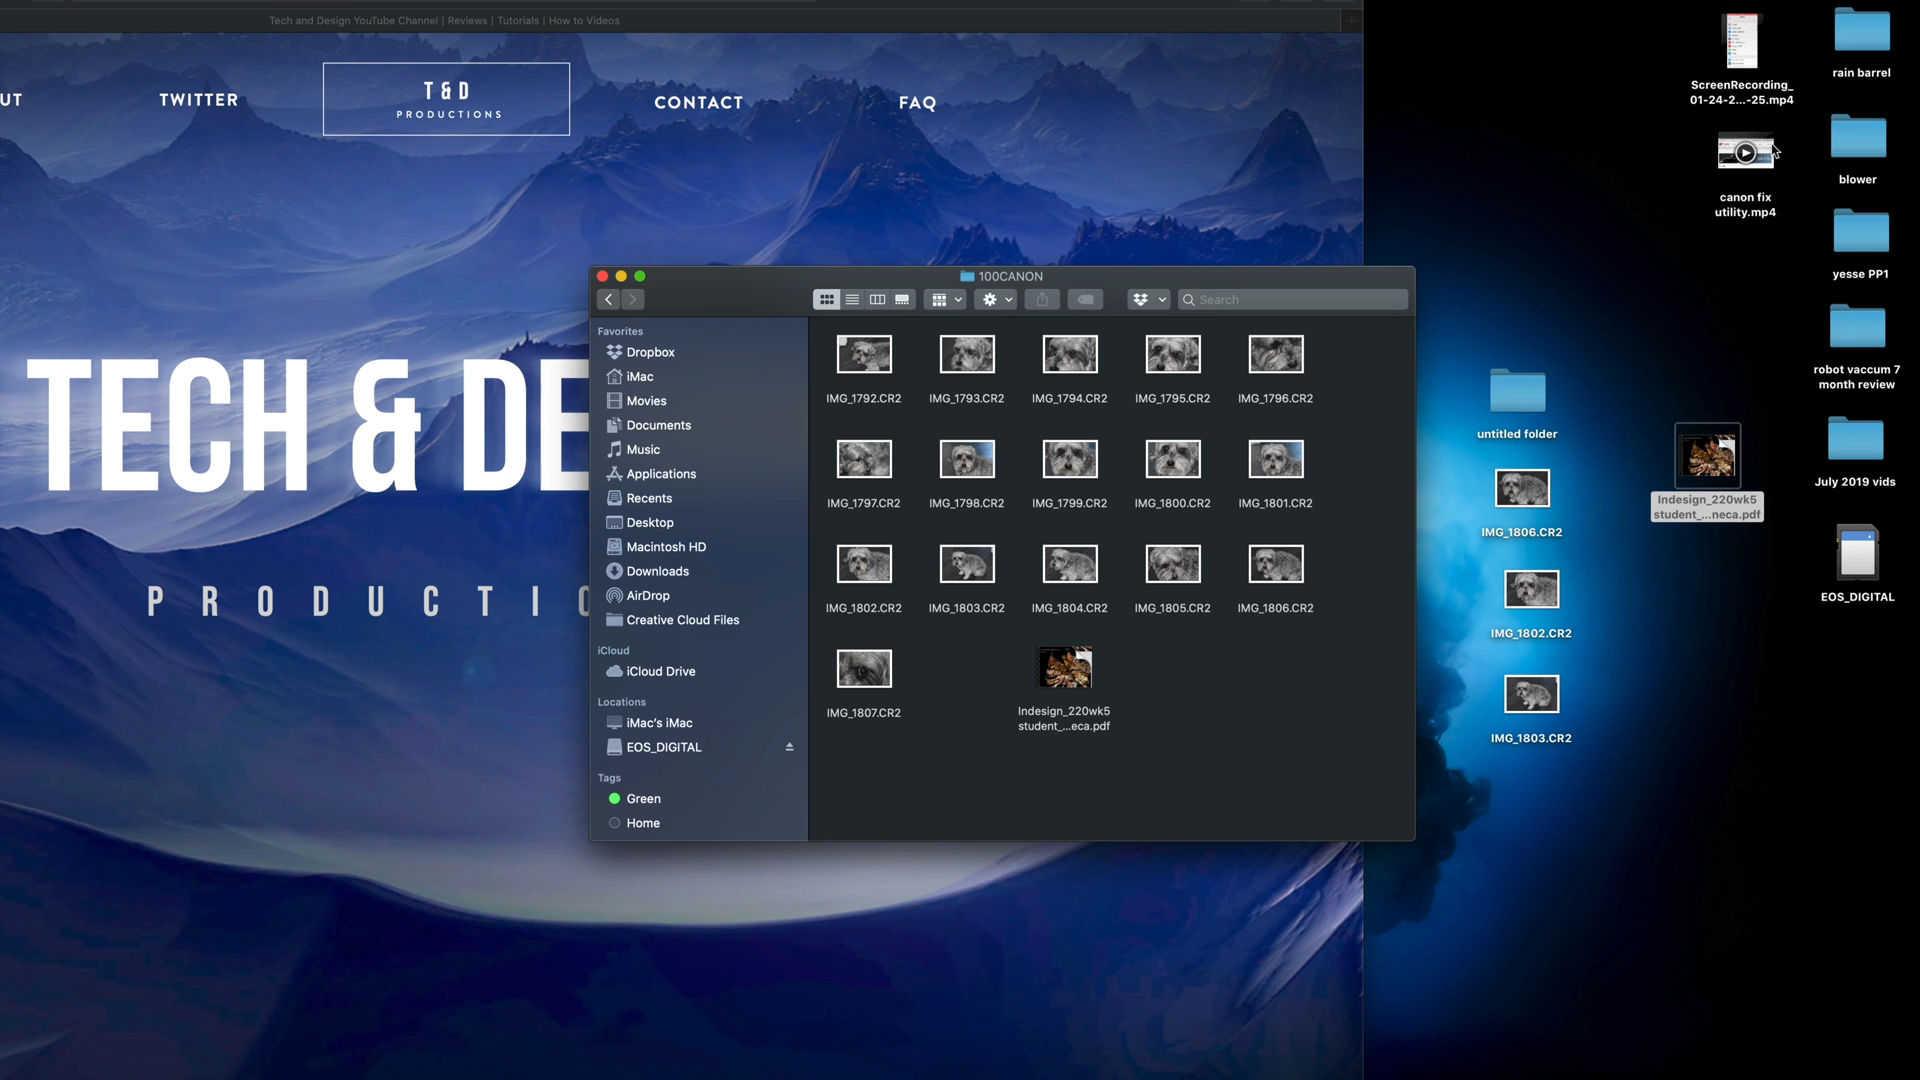 Tech and Design YouTube Channel | Reviews | Tutorials | How to Videos
UT
TWITTER
T & D
PRODUCTIONS
CONTACT
FAQ
TECH & DE
PRODUCTIO
100CANON
Search
Favorites
Dropbox
iMac
Movies
Documents
Music
Applications
Recents
Desktop
Macintosh HD
Downloads
AirDrop
Creative Cloud Files
iCloud
iCloud Drive
Locations
iMac's iMac
EOS_DIGITAL
Tags
Green
Home
IMG_1792.CR2
IMG_1793.CR2
IMG_1794.CR2
IMG_1795.CR2
IMG_1796.CR2
IMG_1797.CR2
IMG_1798.CR2
IMG_1799.CR2
IMG_1800.CR2
IMG_1801.CR2
IMG_1802.CR2
IMG_1803.CR2
IMG_1804.CR2
IMG_1805.CR2
IMG_1806.CR2
IMG_1807.CR2
Indesign_220wk5
student_...eca.pdf
untitled folder
IMG_1806.CR2
IMG_1802.CR2
IMG_1803.CR2
ScreenRecording_
01-24-2...-25.mp4
canon fix
utility.mp4
Indesign_220wk5
student_...neca.pdf
rain barrel
blower
yesse PP1
robot vaccum 7
month review
July 2019 vids
EOS_DIGITAL